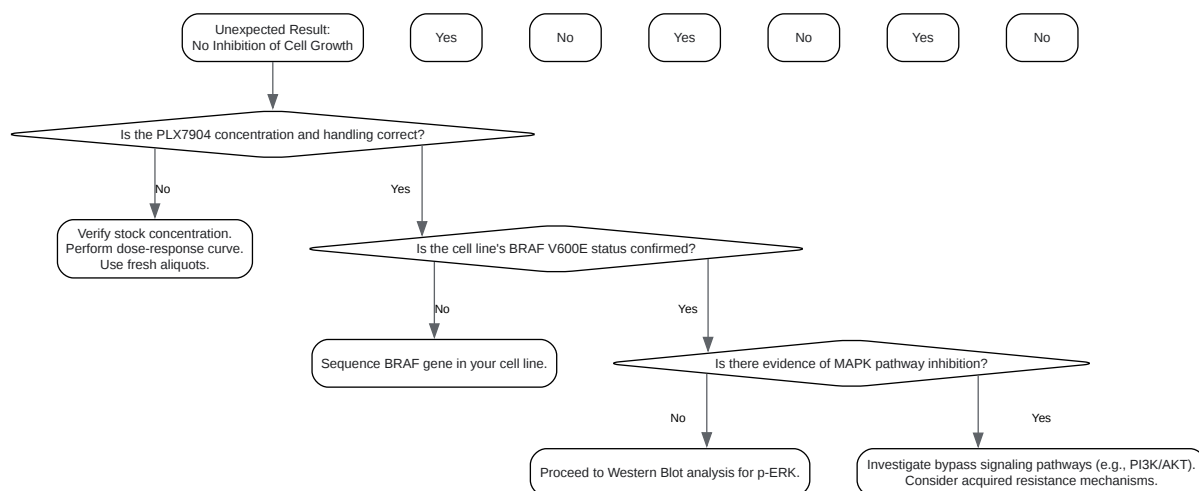 Unexpected Result:
No Inhibition of Cell Growth
Yes
No
Yes
No
Yes
No
Is the PLX7904 concentration and handling correct?
No
Yes
Verify stock concentration.
Perform dose-response curve.
Use fresh aliquots.
Is the cell line's BRAF V600E status confirmed?
No
Yes
Sequence BRAF gene in your cell line.
Is there evidence of MAPK pathway inhibition?
No
Yes
Proceed to Western Blot analysis for p-ERK.
Investigate bypass signaling pathways (e.g., PI3K/AKT).
Consider acquired resistance mechanisms.